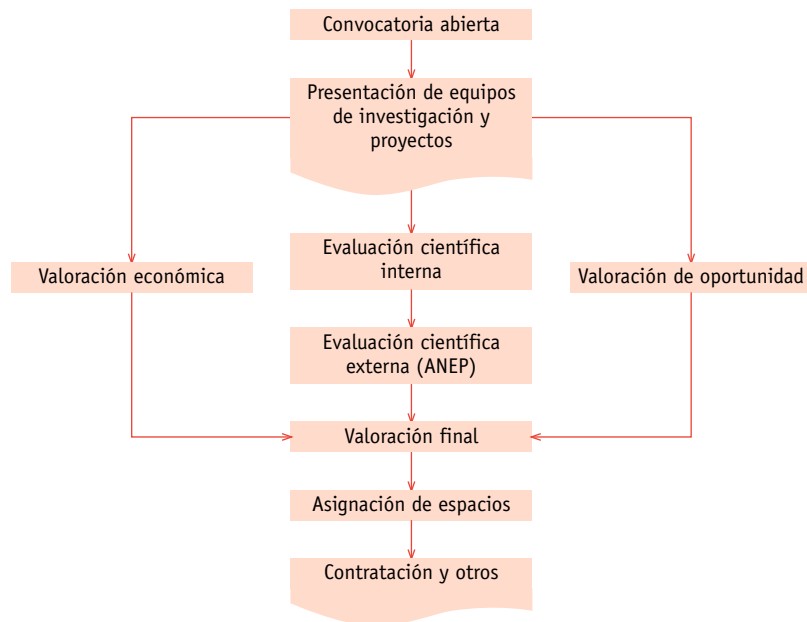 Convocatoria abierta
Presentación de equipos
de investigación y
proyectos
Evaluación científica
interna
Valoración económica
Valoración de oportunidad
Evaluación científica
externa (ANEP)
Valoración final
Asignación de espacios
Contratación y otros